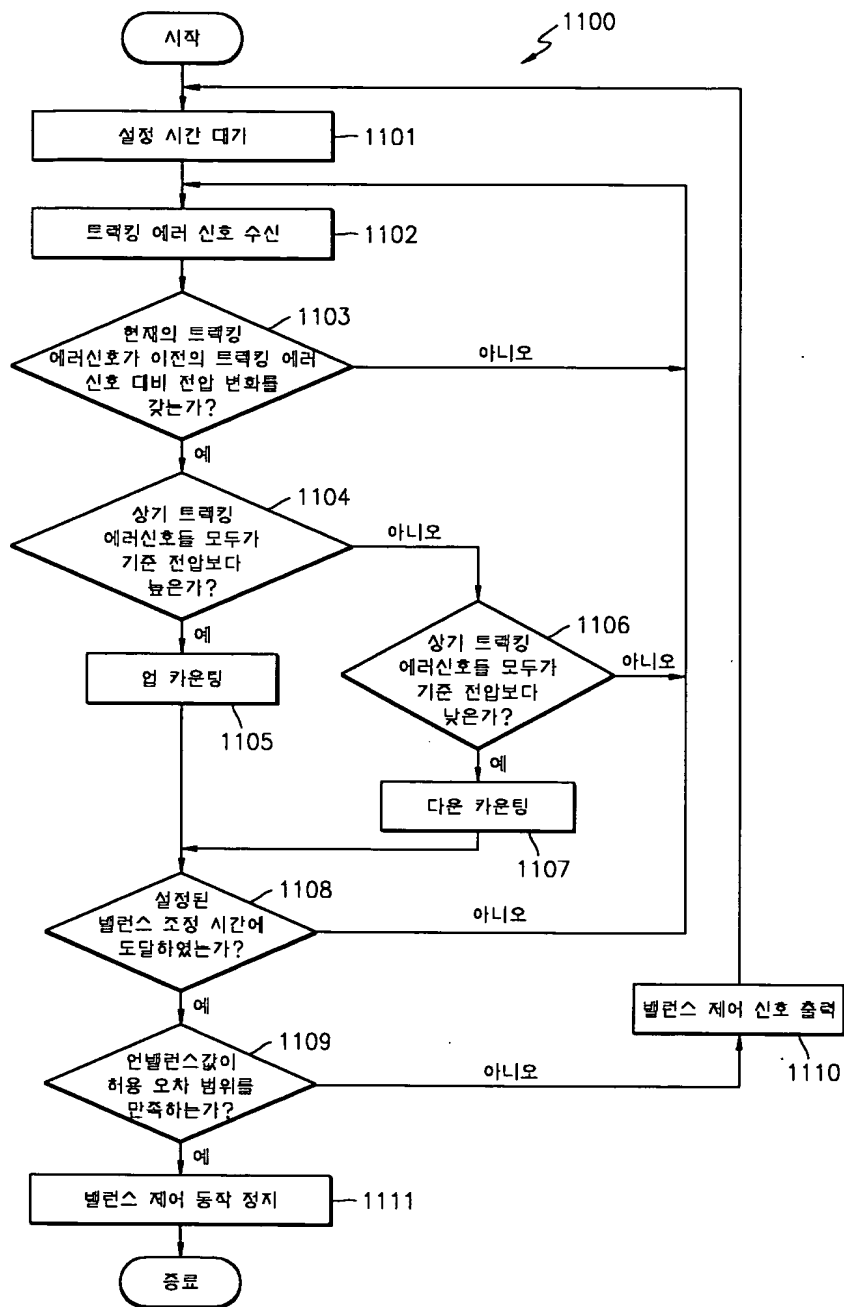 시작
1100
설정 시간 대기
1101
트랙킹 에러 신호 수신
1102
현재의 트랙킹
에러신호가 이전의 트랙킹 에러
신호 대비 전압 변화를
갖는가?
1103
아니오
예
상기 트랙킹
에러신호들 모두가
기준 전압보다
높은가?
1104
아니오
예
업 카운팅
1105
상기 트랙킹
에러신호들 모두가
기준 전압보다
낮은가?
1106
아니오
예
다운 카운팅
1107
설정된
밸런스 조정 시간에
도달하였는가?
1108
아니오
예
언밸런스값이
허용 오차 범위를
만족하는가?
1109
아니오
예
밸런스 제어 신호 출력
1110
밸런스 제어 동작 정지
1111
종료